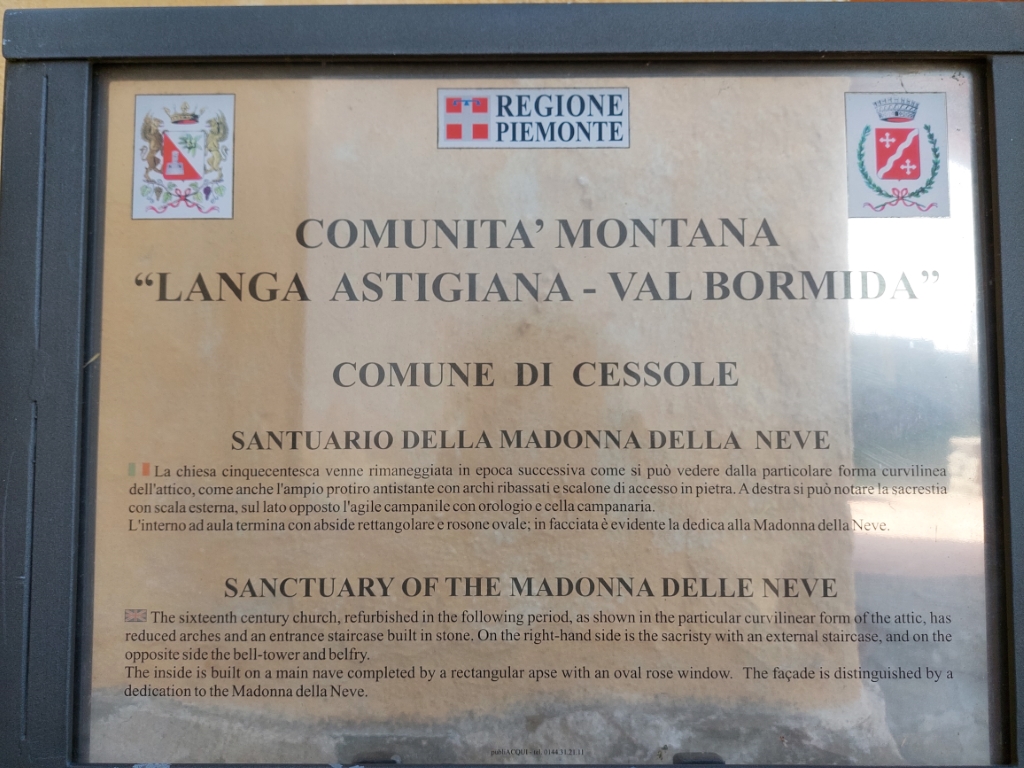 REGIONE
PIEMONTE
COMUNITA' MONTANA
“LANGA ASTIGIANA - VAL BORMIDA”
COMUNE DI CESSOLE
SANTUARIO DELLA MADONNA DELLA NEVE
La chiesa cinquecentesca venne rimaneggiata in epoca successiva come si può vedere dalla particolare forma curvilinea
dell'attico, come anche l'ampio protiro antistante con archi ribassati e scalone di accesso in pietra. A destra si può notare la sacrestia
con scala esterna, sul lato opposto l'agile campanile con orologio e cella campanaria.
L'interno ad aula termina con abside rettangolare e rosone ovale; in facciata è evidente la dedica alla Madonna della Neve.
SANCTUARY OF THE MADONNA DELLE NEVE
The sixteenth century church, refurbished in the following period, as shown in the particular curvilinear form of the attic, has
reduced arches and an entrance staircase built in stone. On the right-hand side is the sacristy with an external staircase, and on the
opposite side the bell-tower and belfry.
The inside is built on a main nave completed by a rectangular apse with an oval rose window. The façade is distinguished by a
dedication to the Madonna della Neve.
publiACQUI - tel. 0144.31.21.11